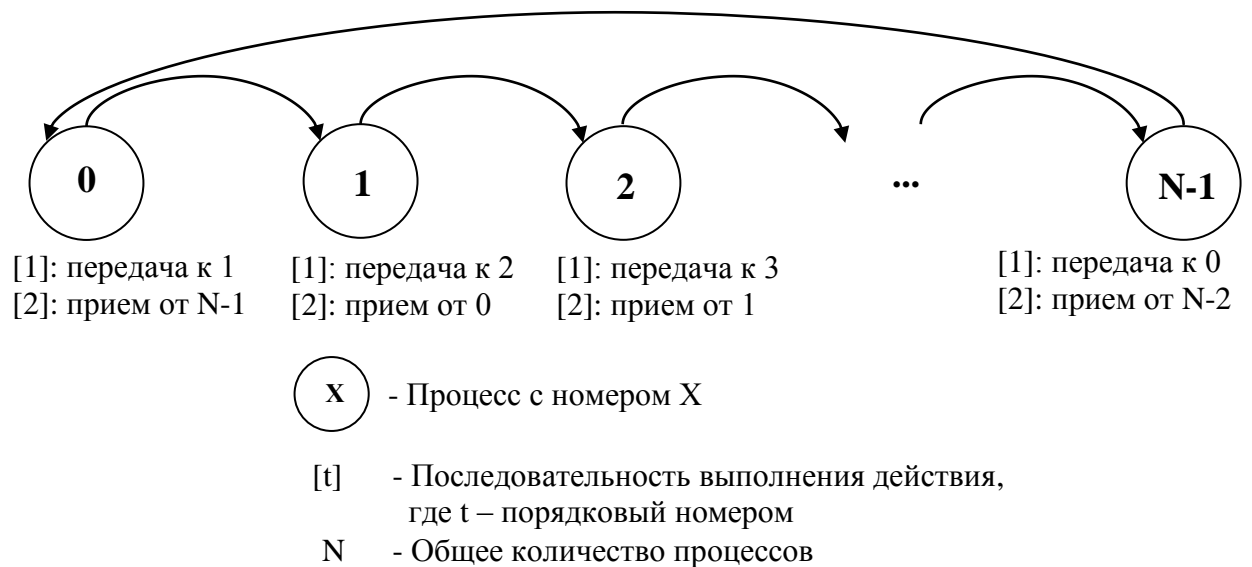 0
1
2
...
N-1
[1]: передача к 1
[2]: прием от N-1
[1]: передача к 2
[2]: прием от 0
[1]: передача к 3
[2]: прием от 1
[1]: передача к 0
[2]: прием от N-2
X - Процесс с номером X
[t] - Последовательность выполнения действия,
где t – порядковый номером
N - Общее количество процессов